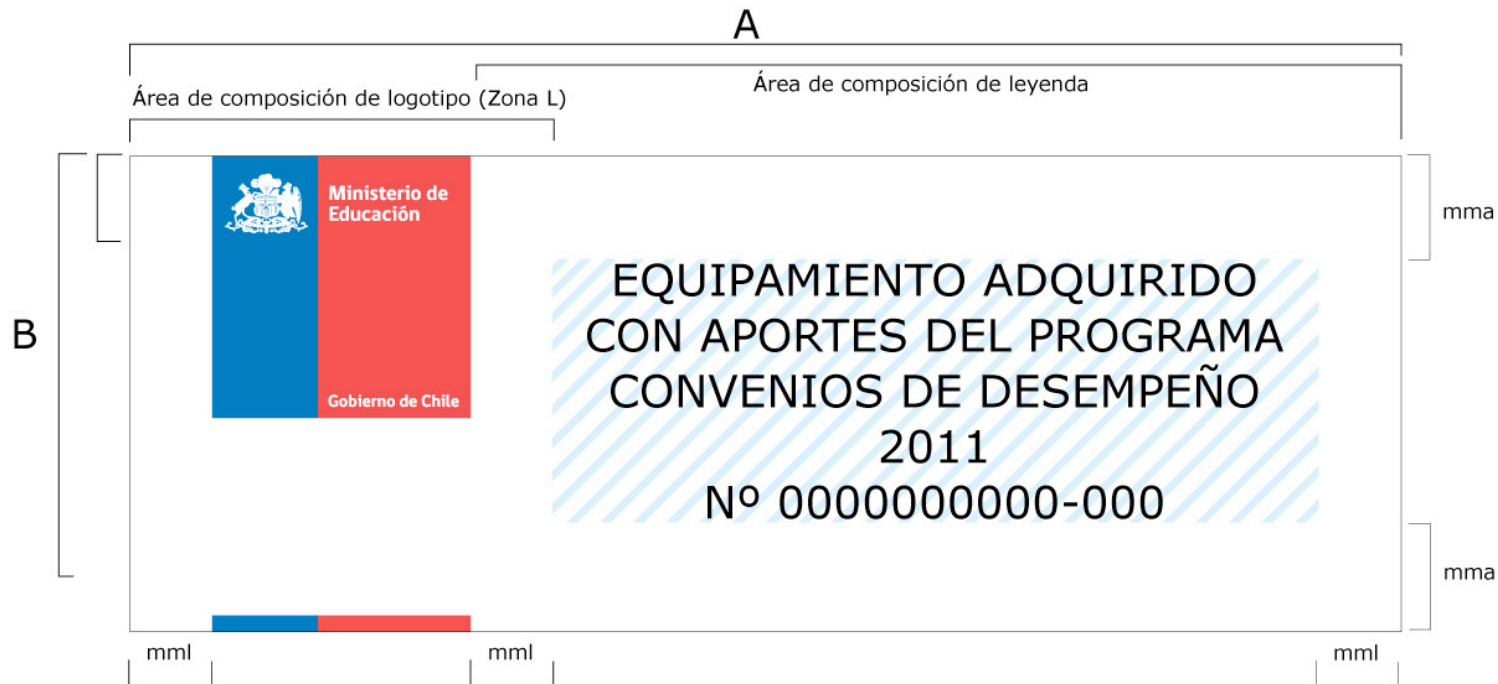 A
Área de composición de leyenda
Área de composición de logotipo (Zona L)
B
Ministerio de
Educación
Gobierno de Chile
EQUIPAMIENTO ADQUIRIDO
CON APORTES DEL PROGRAMA
CONVENIOS DE DESEMPEÑO
2011
Nº 0000000000-000
mma
mma
mml
mml
mml